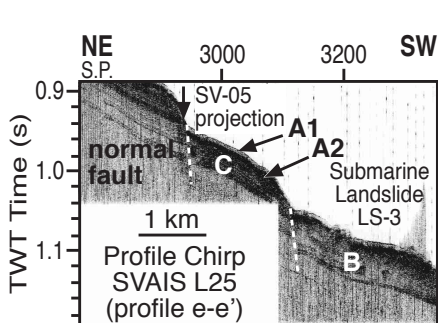 NE 3000 3200 SW
S.P.
0.9
SV-05
projection
A1
A2
normal
fault
C
1.0
Submarine
Landslide
LS-3
1 km
1.1
B
Profile Chirp
SVAIS L25
(profile e-e')
TWT Time (s)